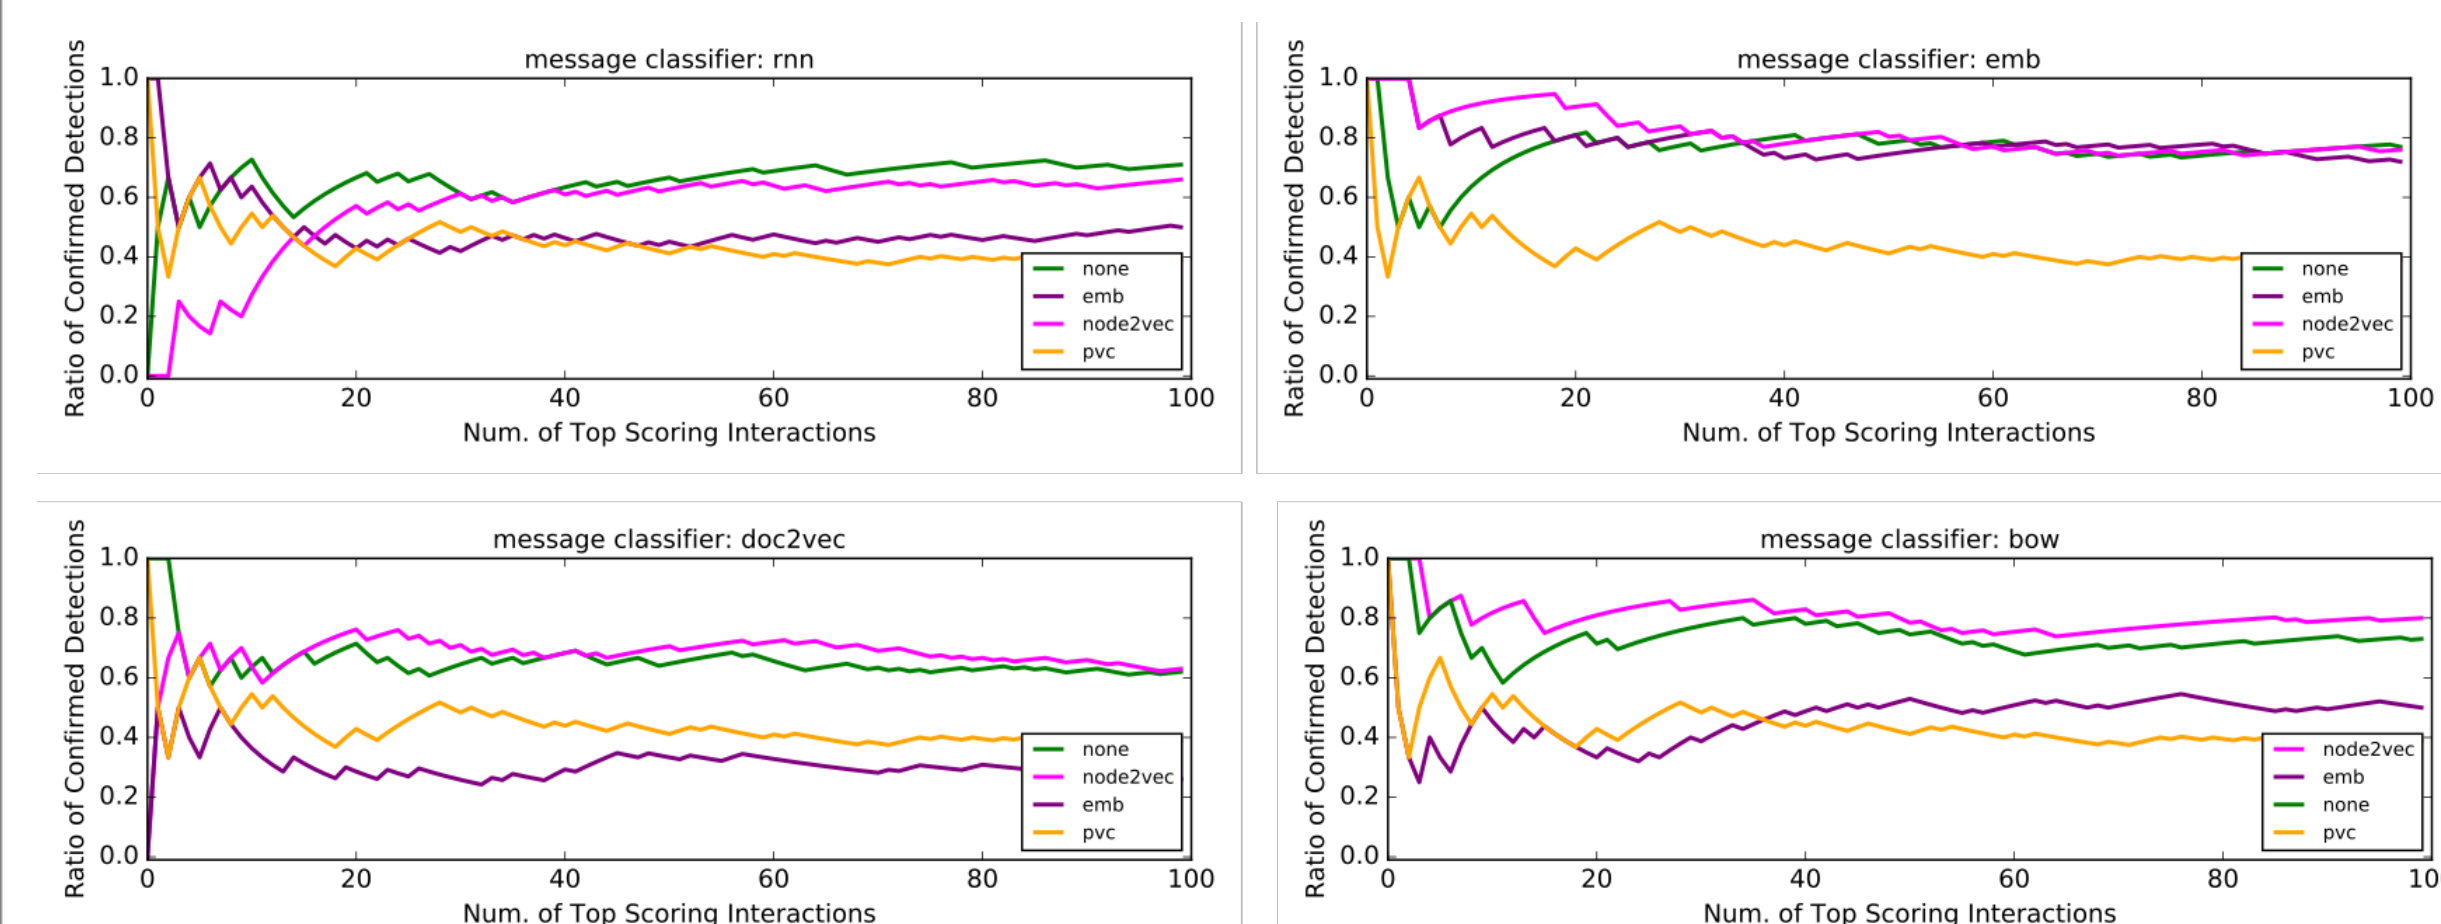 message classifier: rnn
Ratio of Confirmed Detections
1.0
0.8
0.6
0.4
0.2
0.0
none
emb
node2vec
pvc
0 20 40 60 80 100
Num. of Top Scoring Interactions
message classifier: emb
Ratio of Confirmed Detections
1.0
0.8
0.6
0.4
0.2
0.0
none
emb
node2vec
pvc
0 20 40 60 80 100
Num. of Top Scoring Interactions
message classifier: doc2vec
Ratio of Confirmed Detections
1.0
0.8
0.6
0.4
0.2
0.0
none
node2vec
emb
pvc
0 20 40 60 80 100
Num. of Top Scoring Interactions
message classifier: bow
Ratio of Confirmed Detections
1.0
0.8
0.6
0.4
0.2
0.0
node2vec
emb
none
pvc
0 20 40 60 80 10
Num. of Top Scoring Interactions